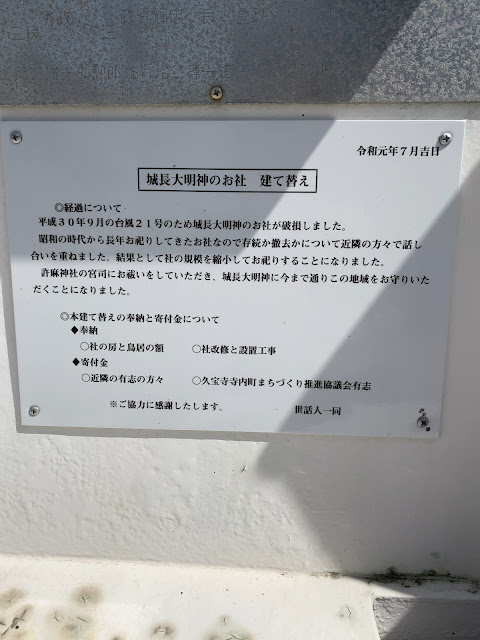 令和元年７月吉日
城長大明神のお社　建て替え
◎経過について
平成３０年９月の台風２１号のため城長大明神のお社が破損しました。
昭和の時代から長年お祀りしてきたお社なので存続か撤去かについて近隣の方々で話し
合いを重ねました。結果として社の規模を縮小してお祀りすることになりました。
許麻神社の宮司にお祓いをしていただき、城長大明神に今まで通りこの地域をお守りいた
だくことになりました。
◎本建て替えの奉納と寄付金について
◆奉納
○社の房と鳥居の額　○社改修と設置工事
◆寄付金
○近隣の有志の方々　○久宝寺寺内町まちづくり推進協議会有志
※ご協力に感謝したします。　世話人一同